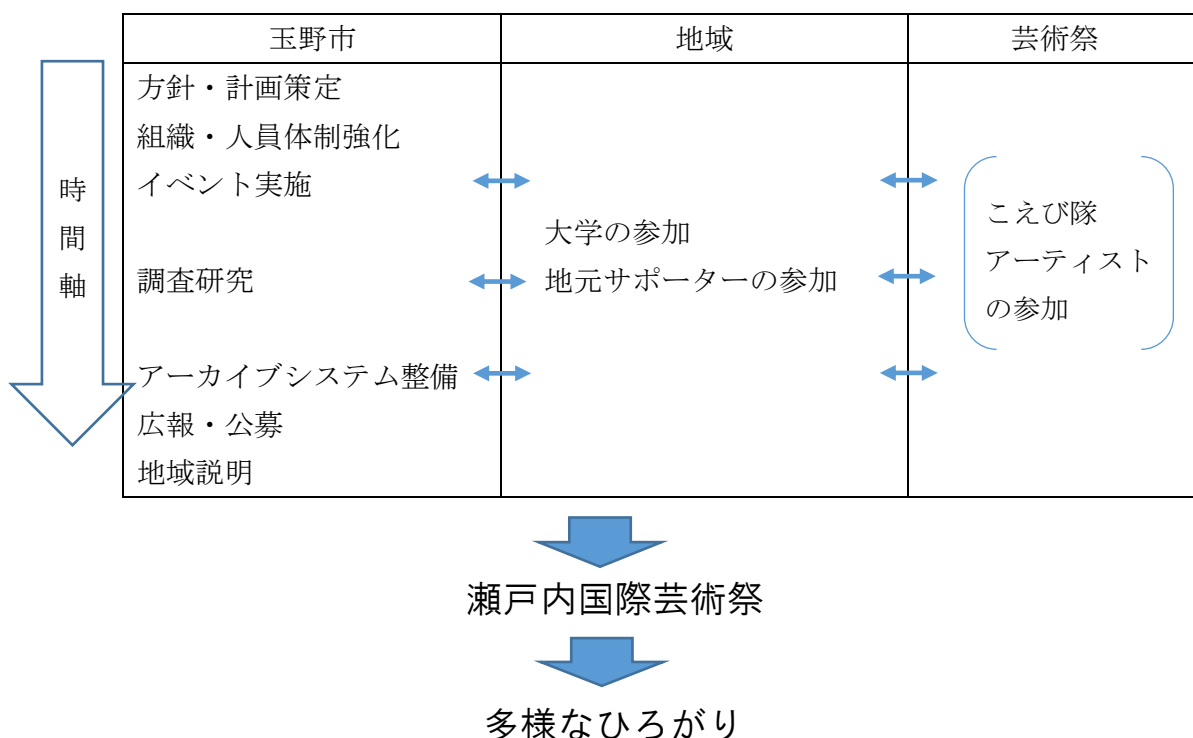 玉野市
地域
芸術祭
時間軸
方針・計画策定
組織・人員体制強化
イベント実施
調査研究
アーカイブシステム整備
広報・公募
地域説明
大学の参加
地元サポーターの参加
こえび隊
アーティスト
の参加
瀬戸内国際芸術祭
多様なひろがり